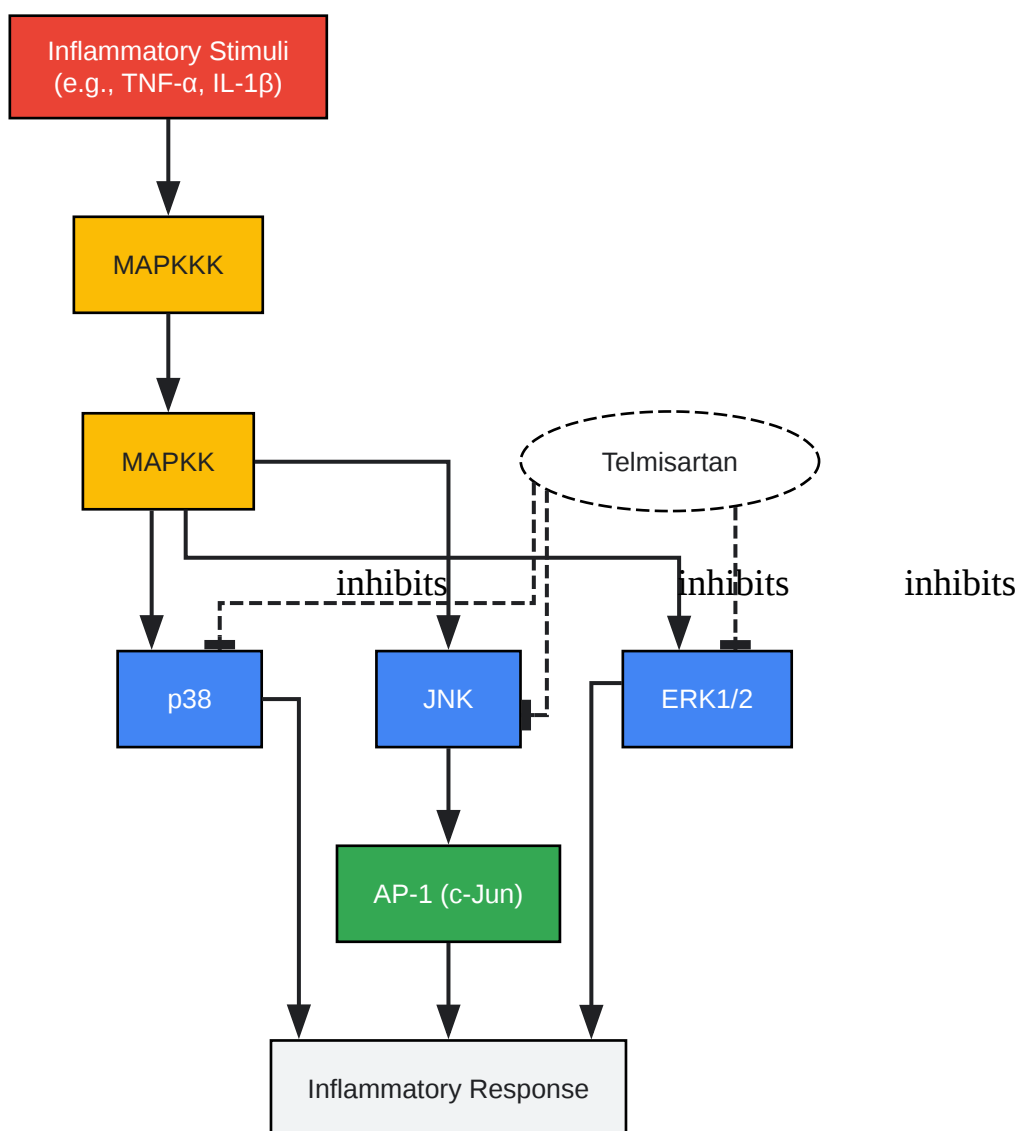 Inflammatory Stimuli
(e.g., TNF-α, IL-1β)
MAPKKK
MAPKK
Telmisartan
inhibits
inhibits
inhibits
p38
JNK
ERK1/2
AP-1 (c-Jun)
Inflammatory Response